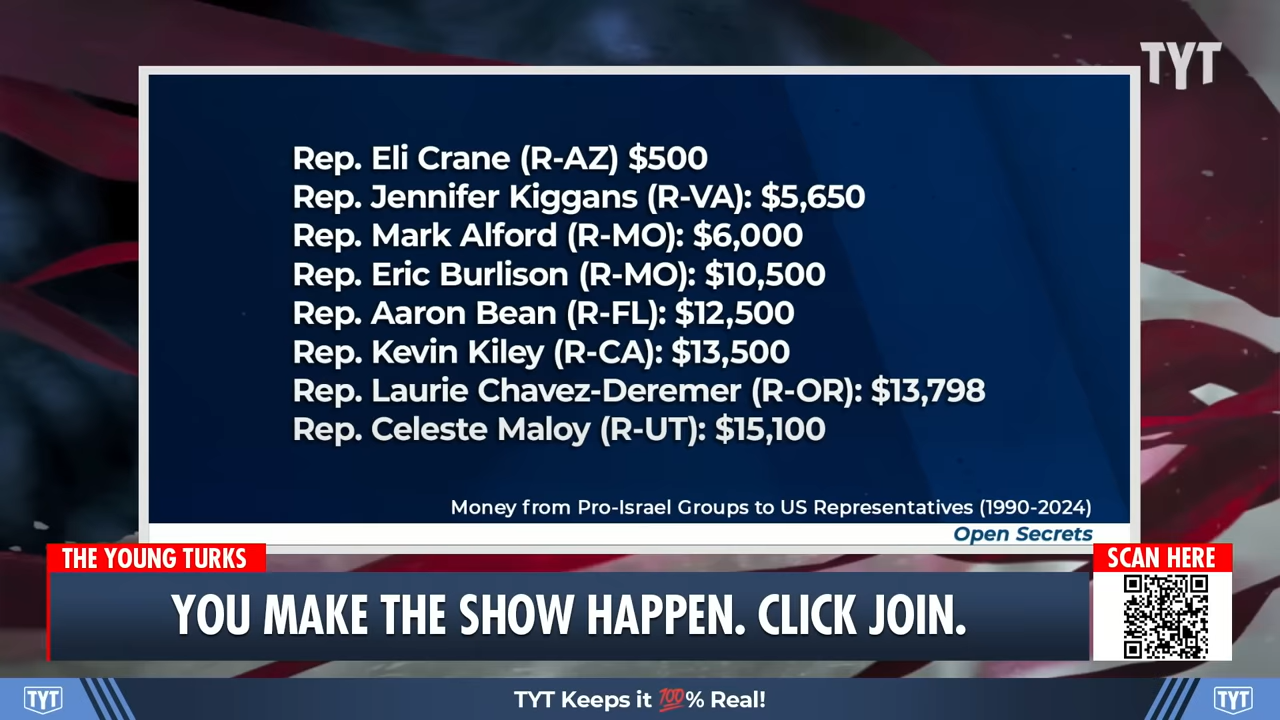 TYT
Rep. Eli Crane (R-AZ) $500
Rep. Jennifer Kiggans (R-VA): $5,650
Rep. Mark Alford (R-MO): $6,000
Rep. Eric Burlison (R-MO): $10,500
Rep. Aaron Bean (R-FL): $12,500
Rep. Kevin Kiley (R-CA): $13,500
Rep. Laurie Chavez-Deremer (R-OR): $13,798
Rep. Celeste Maloy (R-UT): $15,100
Money from Pro-Israel Groups to US Representatives (1990-2024)
Open Secrets
THE YOUNG TURKS
SCAN HERE
YOU MAKE THE SHOW HAPPEN. CLICK JOIN.
TYT
TYT Keeps it 💯% Real!
TYT